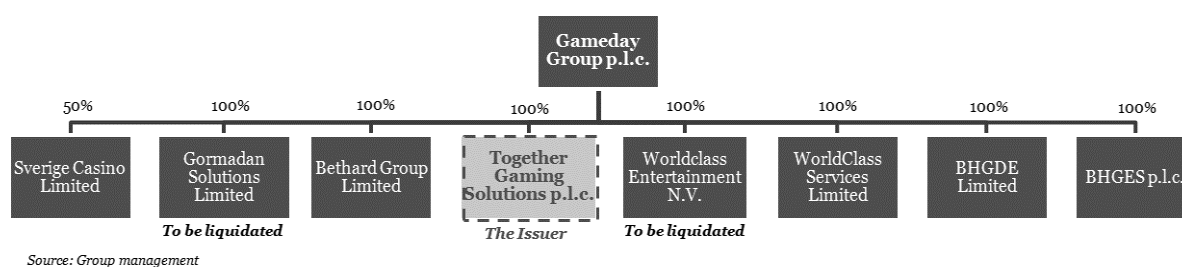 Gameday
Group p.l.c.
50%
100%
100%
100%
100%
100%
100%
100%
Sverige Casino
Limited
Gormadan
Solutions
Limited
Bethard Group
Limited
Together
Gaming
Solutions p.l.c.
Worldclass
Entertainment
N.V.
WorldClass
Services
Limited
BHGDE
Limited
BHGES p.l.c.
To be liquidated
The Issuer
To be liquidated
Source: Group management